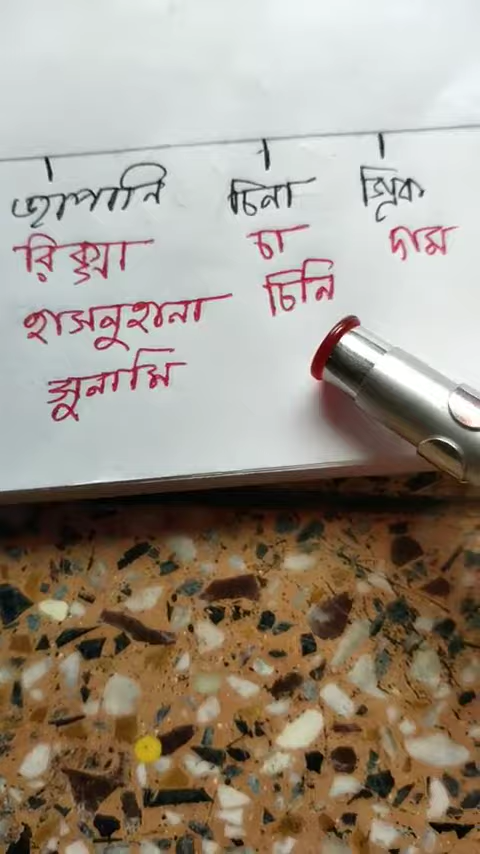 জাপানি চিনা গ্রিক
রিক্সা চা দাম
হাসনুহানা চিনি
সুনামি